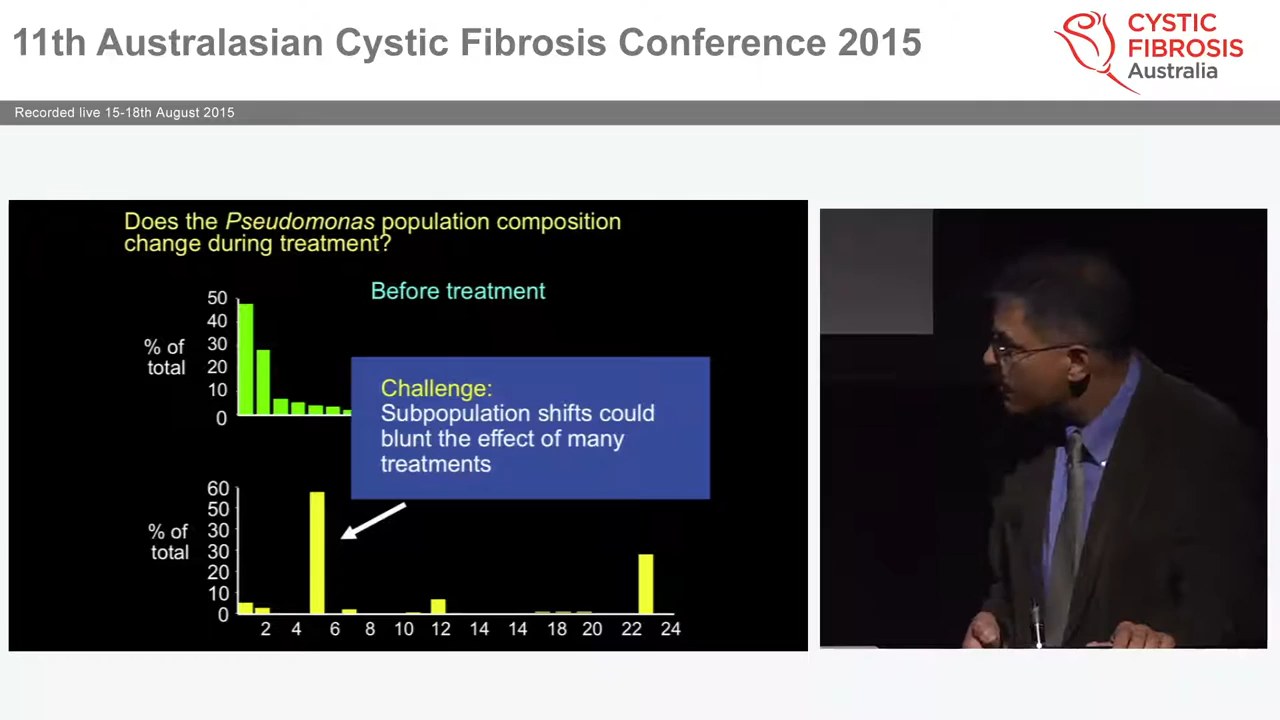 11th Australasian Cystic Fibrosis Conference 2015
CYSTIC
FIBROSIS
Australia
Recorded live 15-18th August 2015
Does the Pseudomonas population composition
change during treatment?
Before treatment
50
40
30
20
10
0
% of
total
Challenge:
Subpopulation shifts could
blunt the effect of many
treatments
60
50
30
30
20
10
0
% of
total
2 4 6 8 10 12 14 14 18 20 22 24